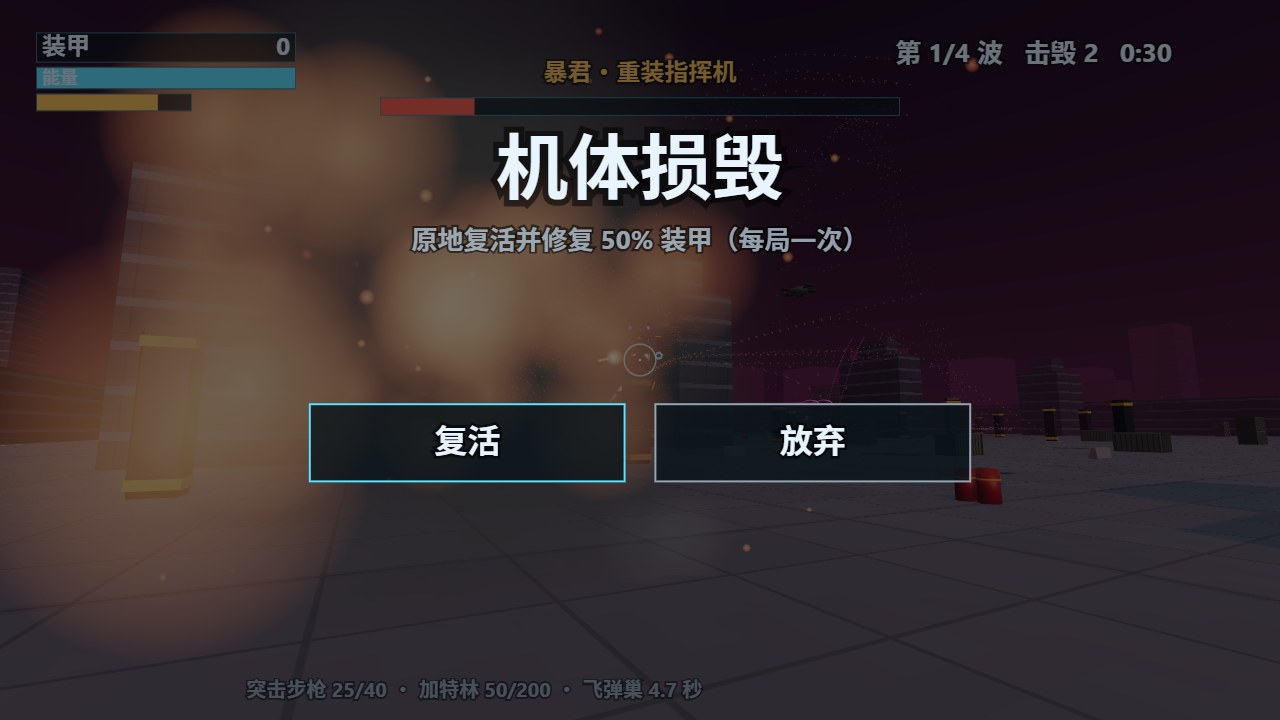 装甲 0
能量
暴君·重装指挥机
第 1/4 波 击毁 2 0:30
机体损毁
原地复活并修复 50% 装甲（每局一次）
复活
放弃
突击步枪 25/40 · 加特林 50/200 · 飞弹巢 4.7 秒